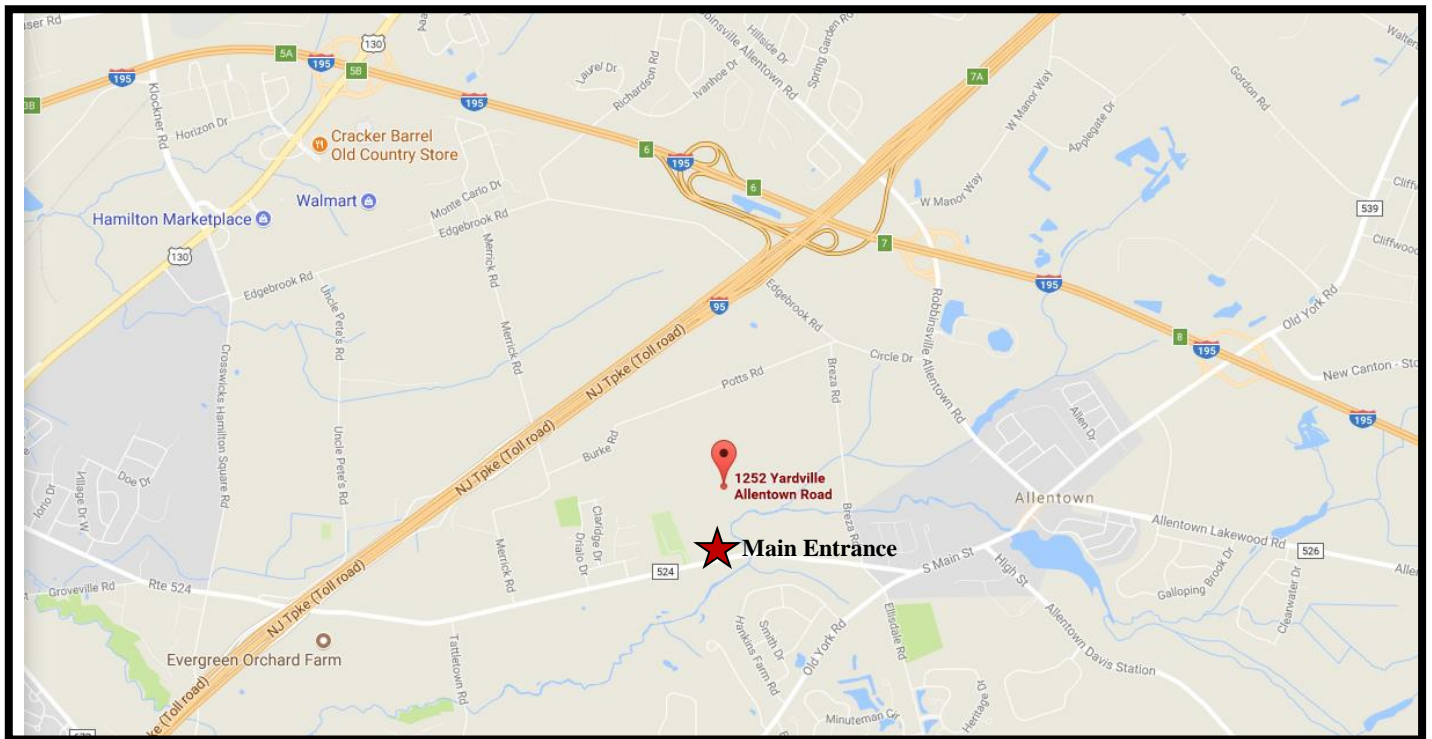 130
5A
195
5B
195
195
3B
Klockner Rd
Horizon Dr
Cracker Barrel
Old Country Store
Walmart
Hamilton Marketplace
130
Laurel Dr
Richardson Rd
Ivanhoe Dr
Hillside Dr
Spring Garden Rd
7A
W Manor Way
Applegate Dr
Gordon Rd
6
195
6
W Manor Way
539
7
195
Monte Carlo Dr
Edgebrook Rd
Merrick Rd
Edgebrook Rd
Uncle Pete's Rd
95
Edgebrook Rd
Robbinsville Allentown Rd
Old York Rd
8
195
195
Crosswicks Hamilton Square Rd
Merrick Rd
NJ Tpke (Toll road)
Potts Rd
Breza Rd
Circle Dr
Allen Dr
Uncle Pete's Rd
NJ Tpke (Toll road)
Burke Rd
1252 Yardville
Allentown Road
Allentown
Doe Dr
Village Dr W
Iorio Dr
Claridge Dr
Drialo Dr
Merrick Rd
Breza Rd
Main Entrance
524
S Main St
High St
Allentown Lakewood Rd
526
Galloping Brook Dr
Clearwater Dr
Groveville Rd
Rte 524
NJ Tpke (Toll road)
Evergreen Orchard Farm
Tattletown Rd
Smith Dr
Hankins Farm Rd
Old York Rd
Ellisdale Rd
Allentown Davis Station
Minuteman Cir